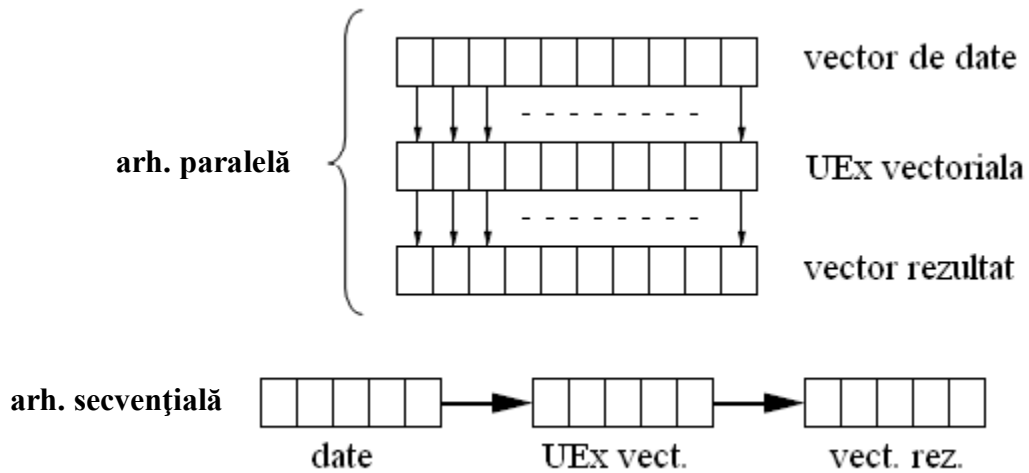 vector de date
arh. paralelă
UEx vectoriala
vector rezultat
arh. secvenţială
date
UEx vect.
vect. rez.